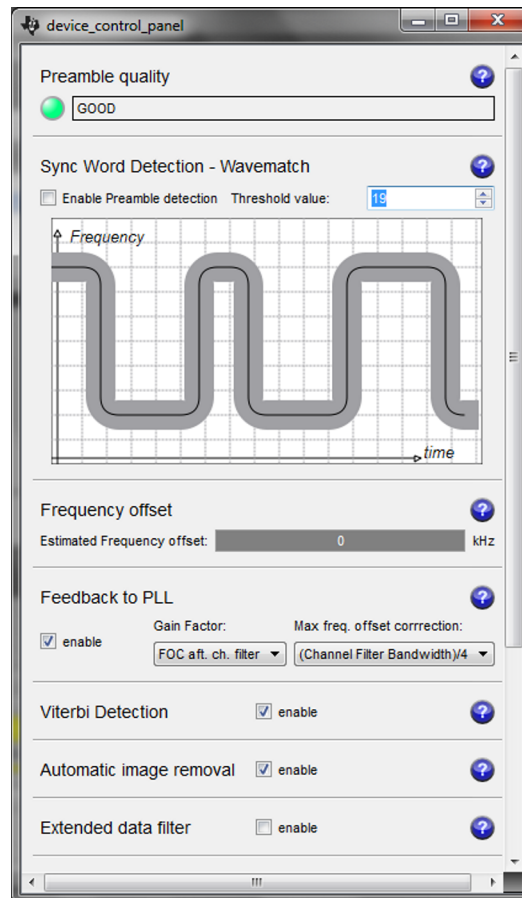 device_control_panel
Preamble quality
GOOD
Sync Word Detection - Wavematch
Enable Preamble detection Threshold value: 19
Frequency
time
Frequency offset
Estimated Frequency offset: 0 kHz
Feedback to PLL
Gain Factor: Max freq. offset corrrection:
enable FOC aft. ch. filter (Channel Filter Bandwidth)/4
Viterbi Detection enable
Automatic image removal enable
Extended data filter enable